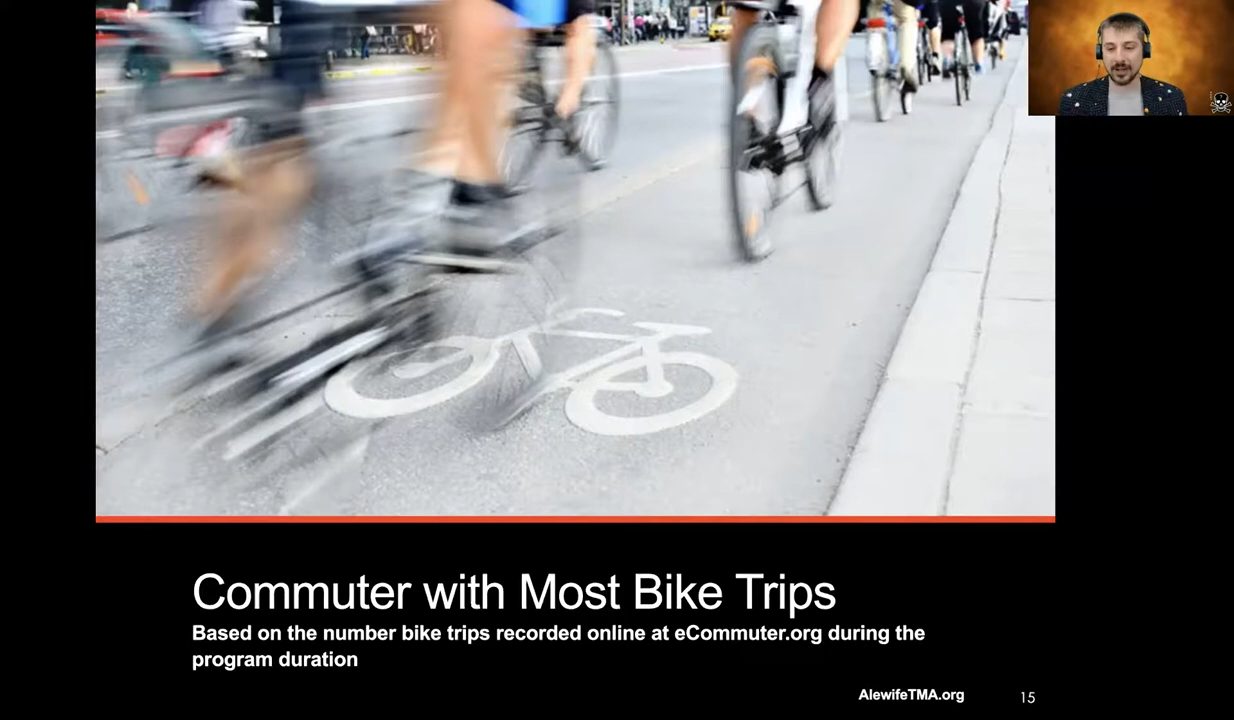 Commuter with Most Bike Trips
Based on the number bike trips recorded online at eCommuter.org during the
program duration
AlewifeTMA.org
15